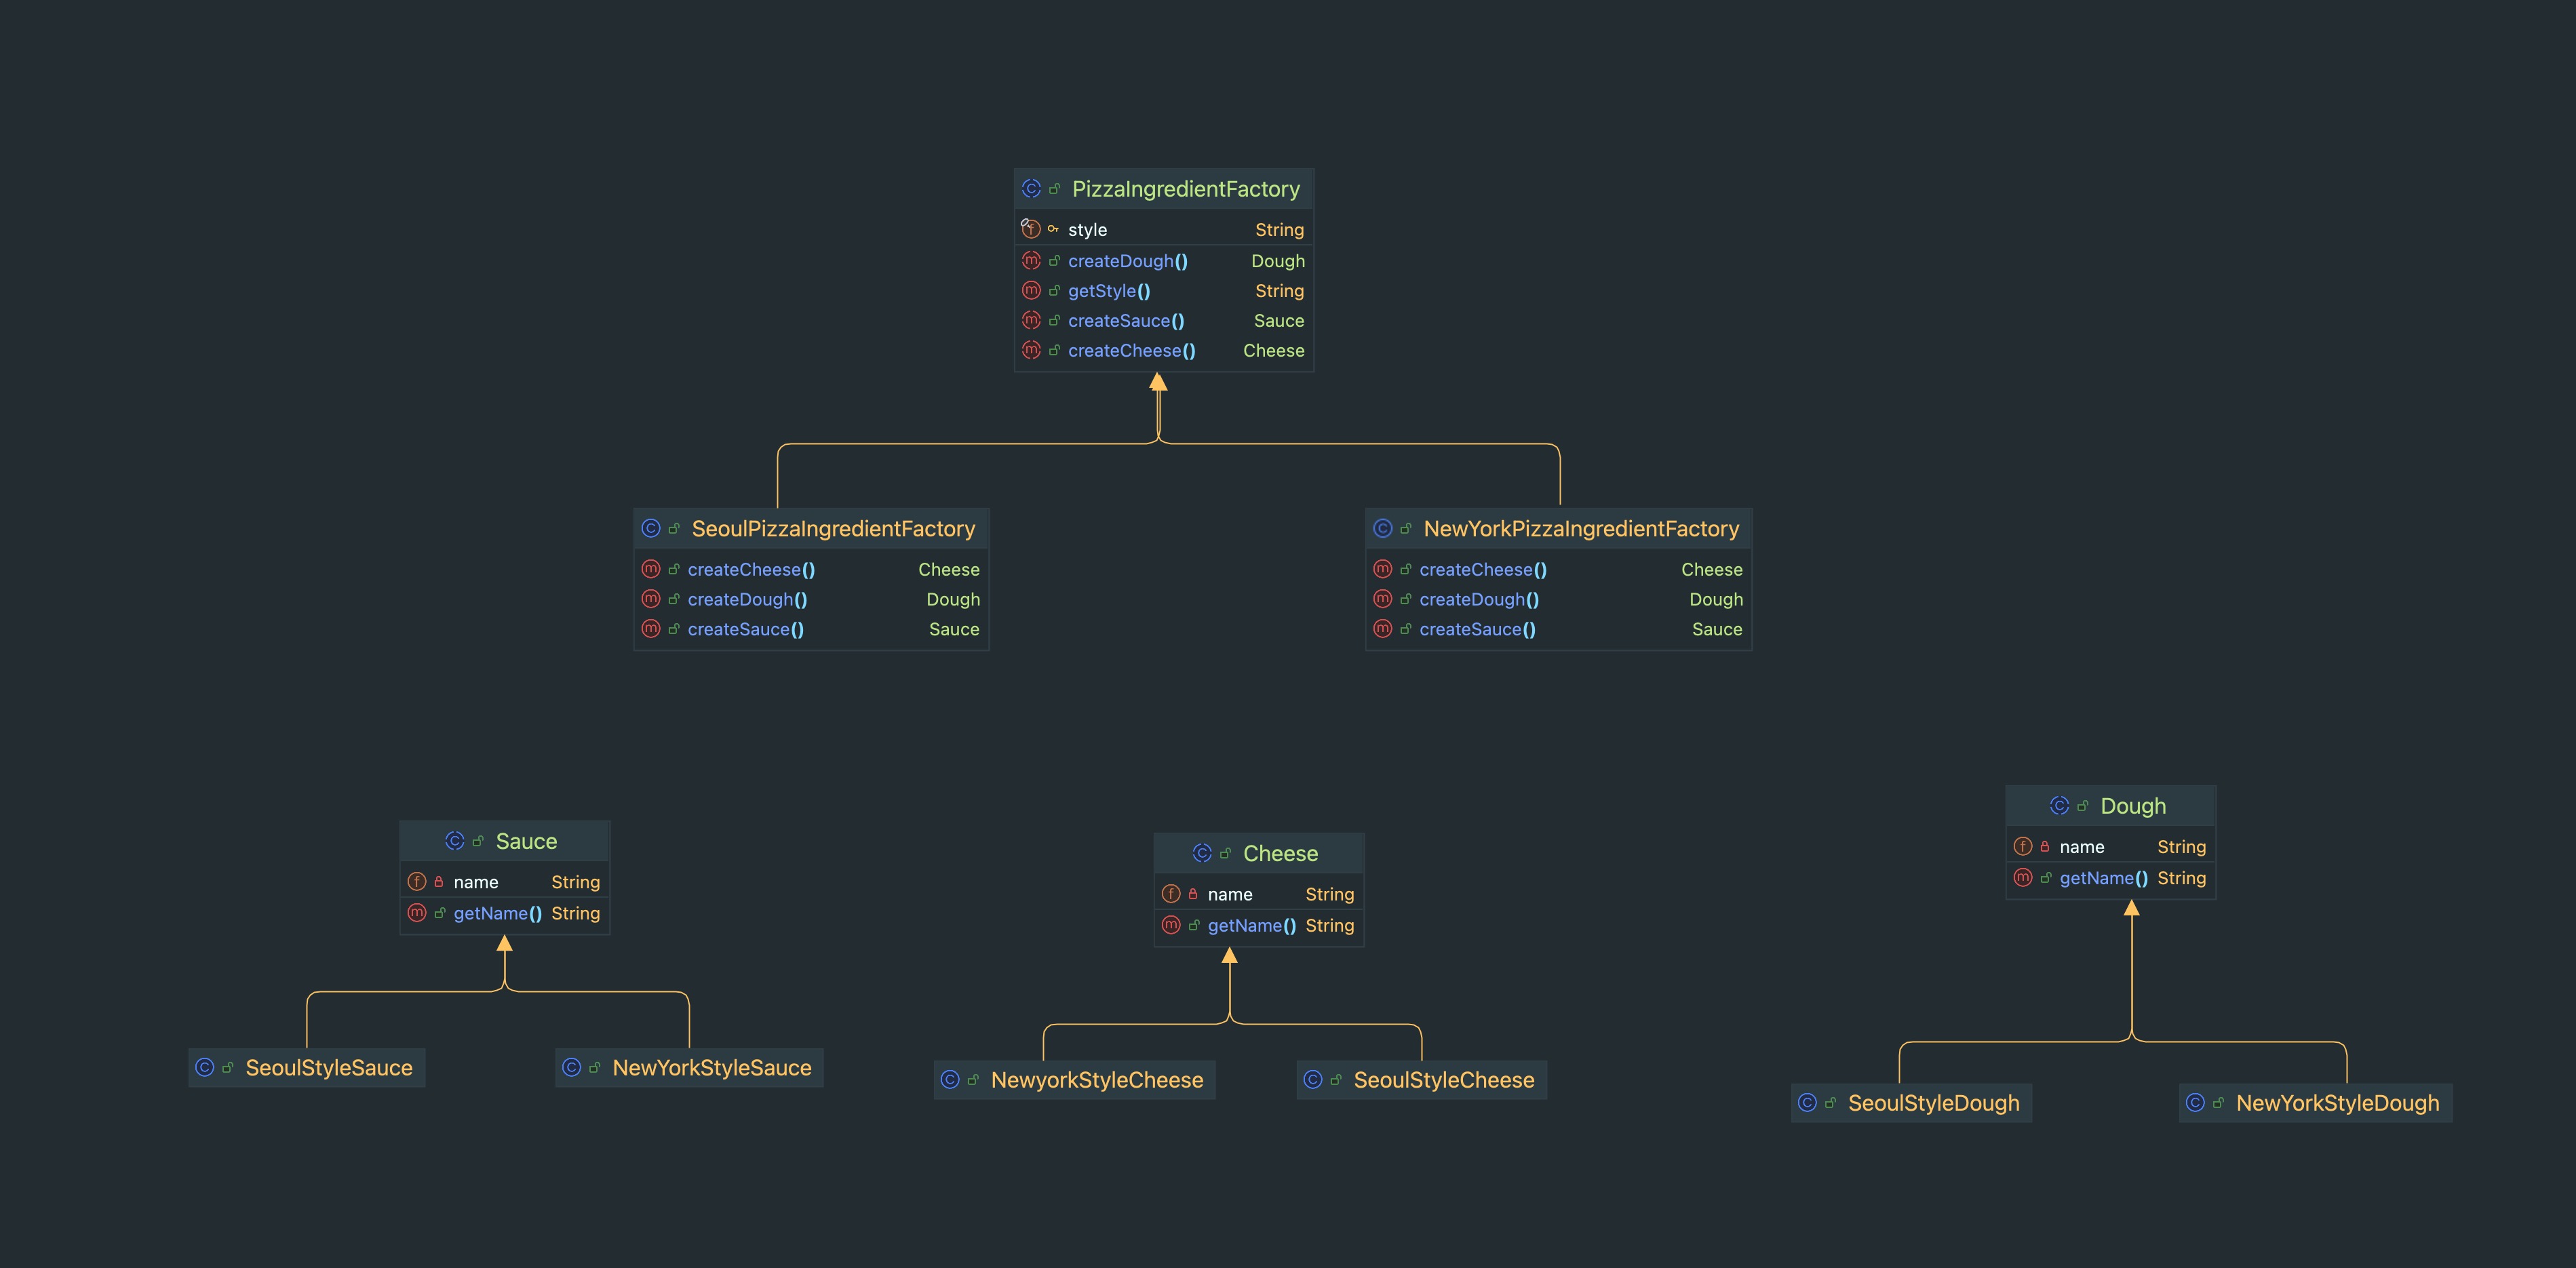 PizzaIngredientFactory
style String
createDough() Dough
getStyle() String
createSauce() Sauce
createCheese() Cheese
SeoulPizzaIngredientFactory
createCheese() Cheese
createDough() Dough
createSauce() Sauce
NewYorkPizzaIngredientFactory
createCheese() Cheese
createDough() Dough
createSauce() Sauce
Sauce
name String
getName() String
SeoulStyleSauce
NewYorkStyleSauce
Cheese
name String
getName() String
NewyorkStyleCheese
SeoulStyleCheese
Dough
name String
getName() String
SeoulStyleDough
NewYorkStyleDough